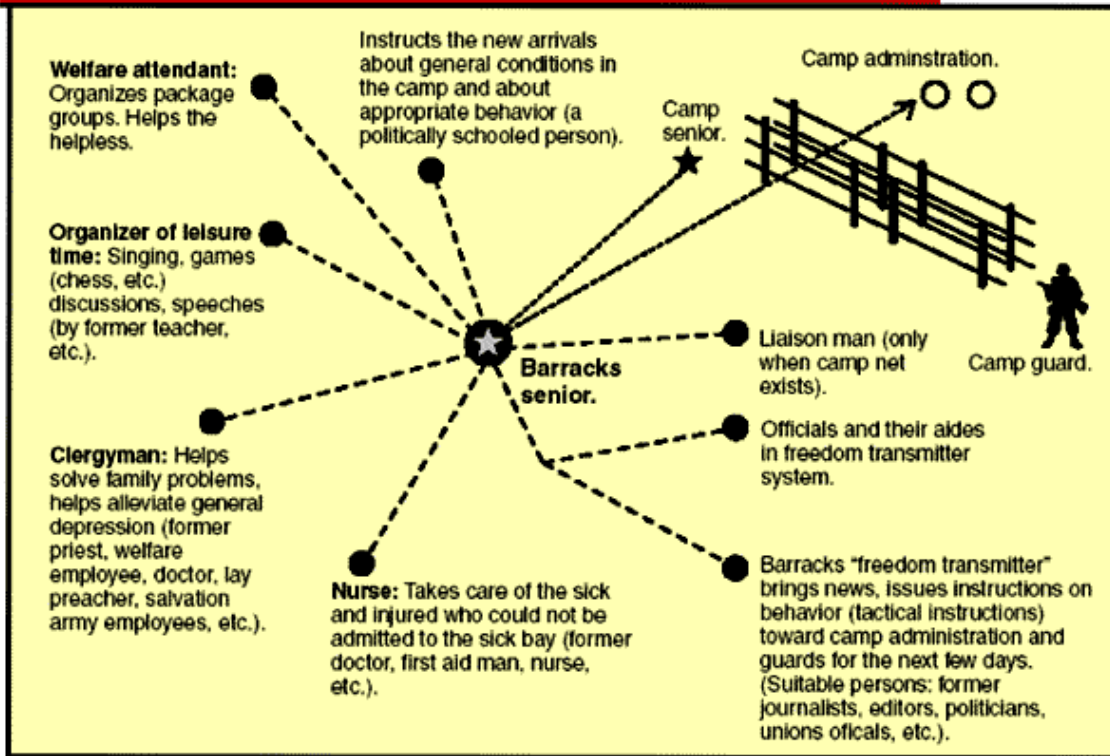 Welfare attendant:
Organizes package
groups. Helps the
helpless.
Instructs the new arrivals
about general conditions in
the camp and about
appropriate behavior (a
politically schooled person).
Camp
senior.
Camp adminstration.
Organizer of leisure
time: Singing, games
(chess, etc.)
discussions, speeches
(by former teacher,
etc.).
Barracks
senior.
Liaison man (only
when camp net
exists).
Camp guard.
Officials and their aides
in freedom transmitter
system.
Clergyman: Helps
solve family problems,
helps alleviate general
depression (former
priest, welfare
employee, doctor, lay
preacher, salvation
army employees, etc.).
Nurse: Takes care of the sick
and injured who could not be
admitted to the sick bay (former
doctor, first aid man, nurse,
etc.).
Barracks “freedom transmitter”
brings news, issues instructions on
behavior (tactical instructions)
toward camp administration and
guards for the next few days.
(Suitable persons: former
journalists, editors, politicians,
unions oficals, etc.).